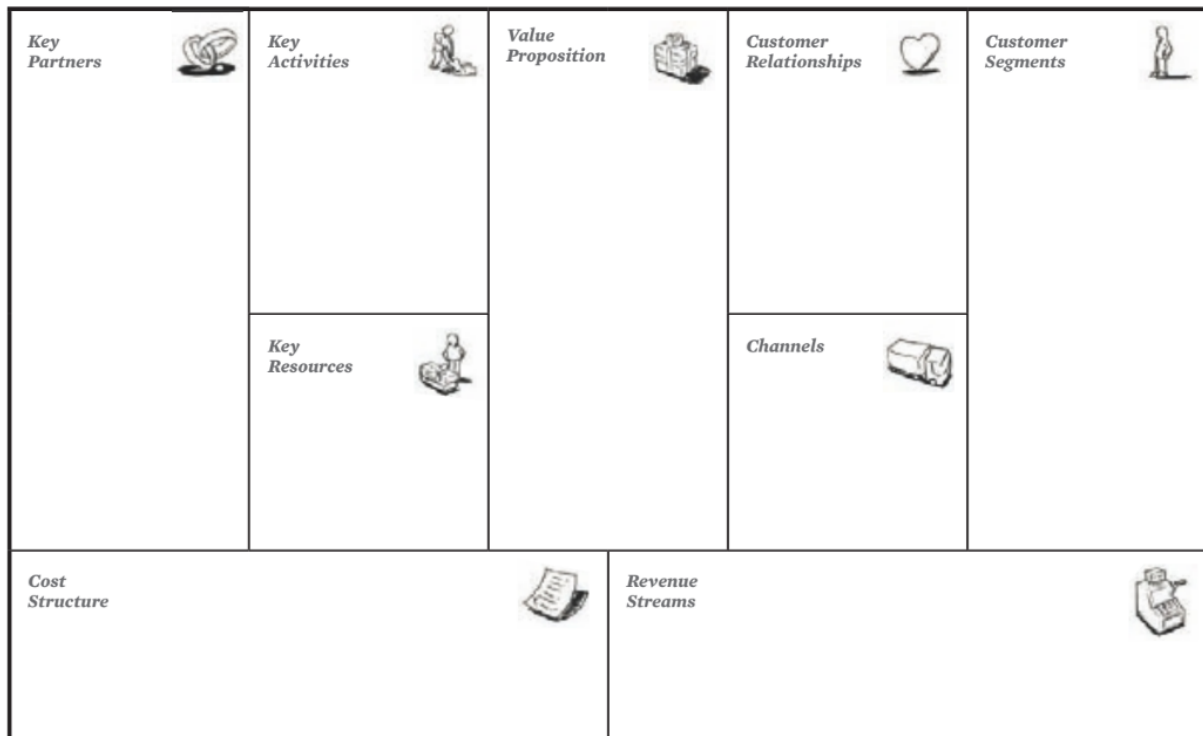 Key
Partners
Key
Activities
Value
Proposition
Customer
Relationships
Customer
Segments
Key
Resources
Channels
Cost
Structure
Revenue
Streams